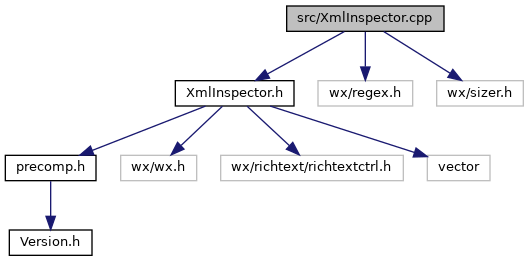 src/XmlInspector.cpp
XmlInspector.h
wx/regex.h
wx/sizer.h
precomp.h
wx/wx.h
wx/richtext/richtextctrl.h
vector
Version.h